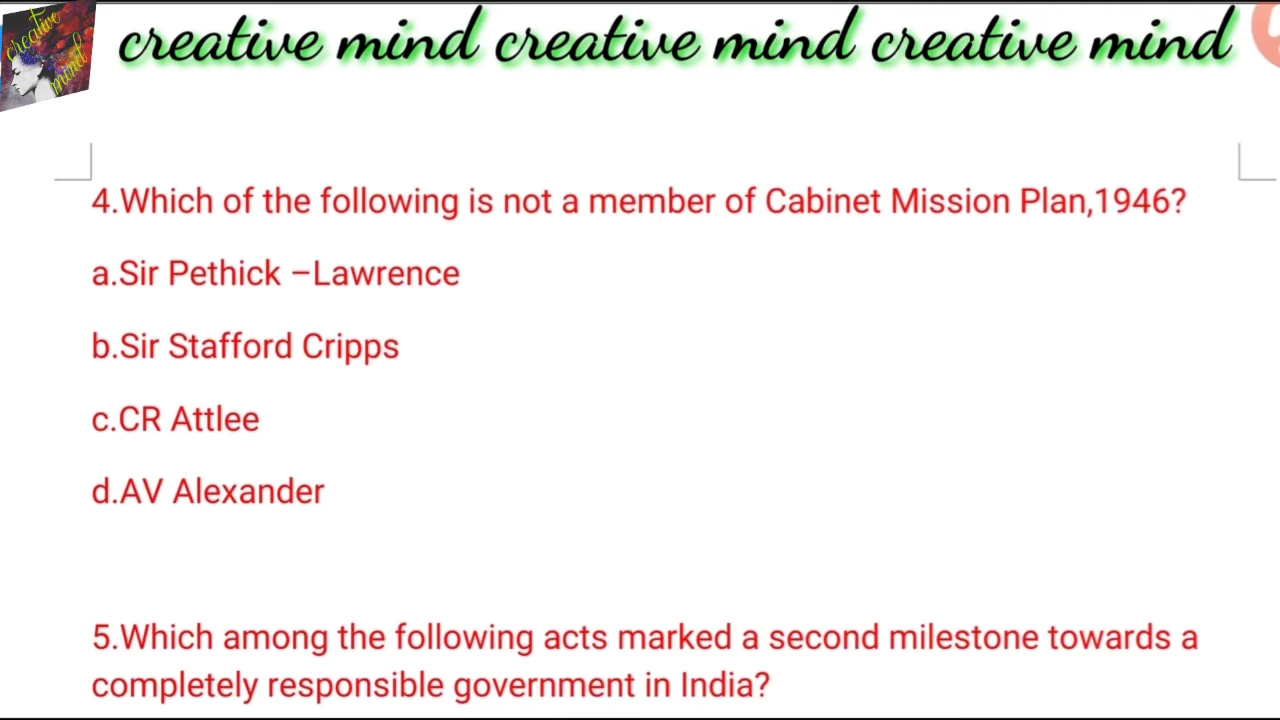 creative mind
creative mind creative mind creative mind
4.Which of the following is not a member of Cabinet Mission Plan,1946?
a.Sir Pethick –Lawrence
b.Sir Stafford Cripps
c.CR Attlee
d.AV Alexander
5.Which among the following acts marked a second milestone towards a
completely responsible government in India?